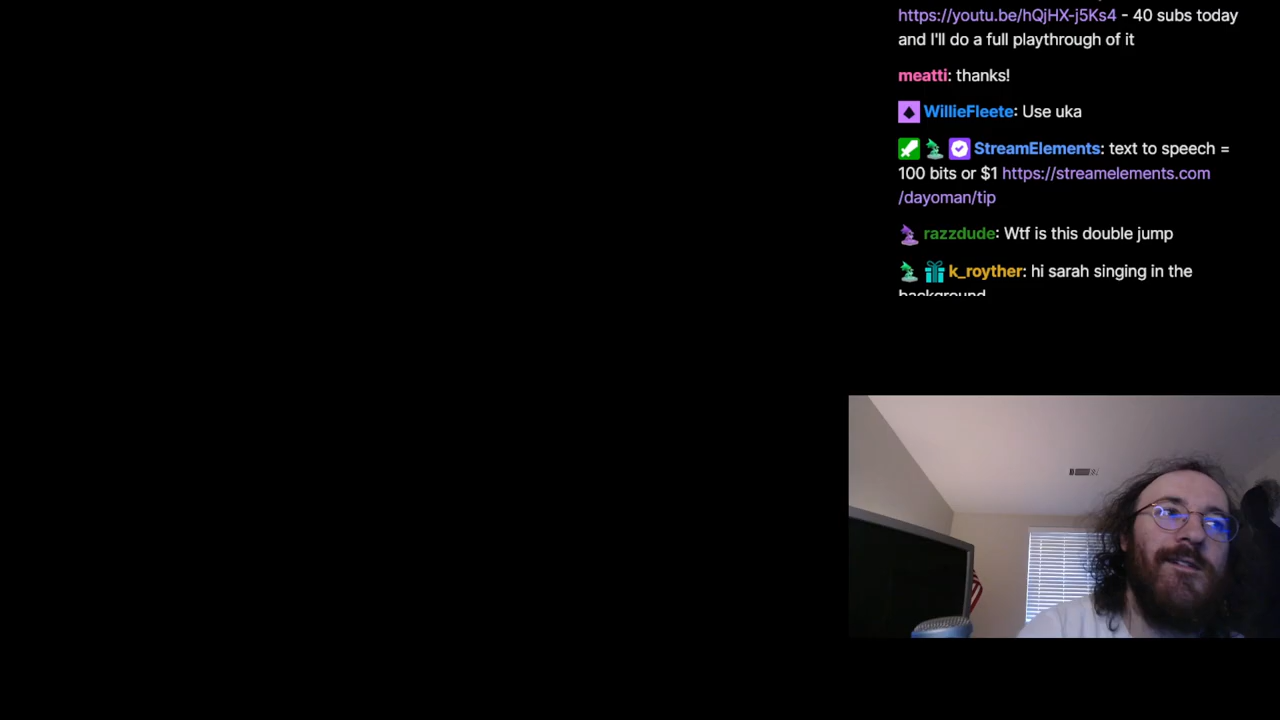 https://youtu.be/hQjHX-j5Ks4 - 40 subs today
and I'll do a full playthrough of it
meatti: thanks!
WillieFleete: Use uka
StreamElements: text to speech =
100 bits or $1 https://streamelements.com
/dayoman/tip
razzdude: Wtf is this double jump
k_royther: hi sarah singing in the
background